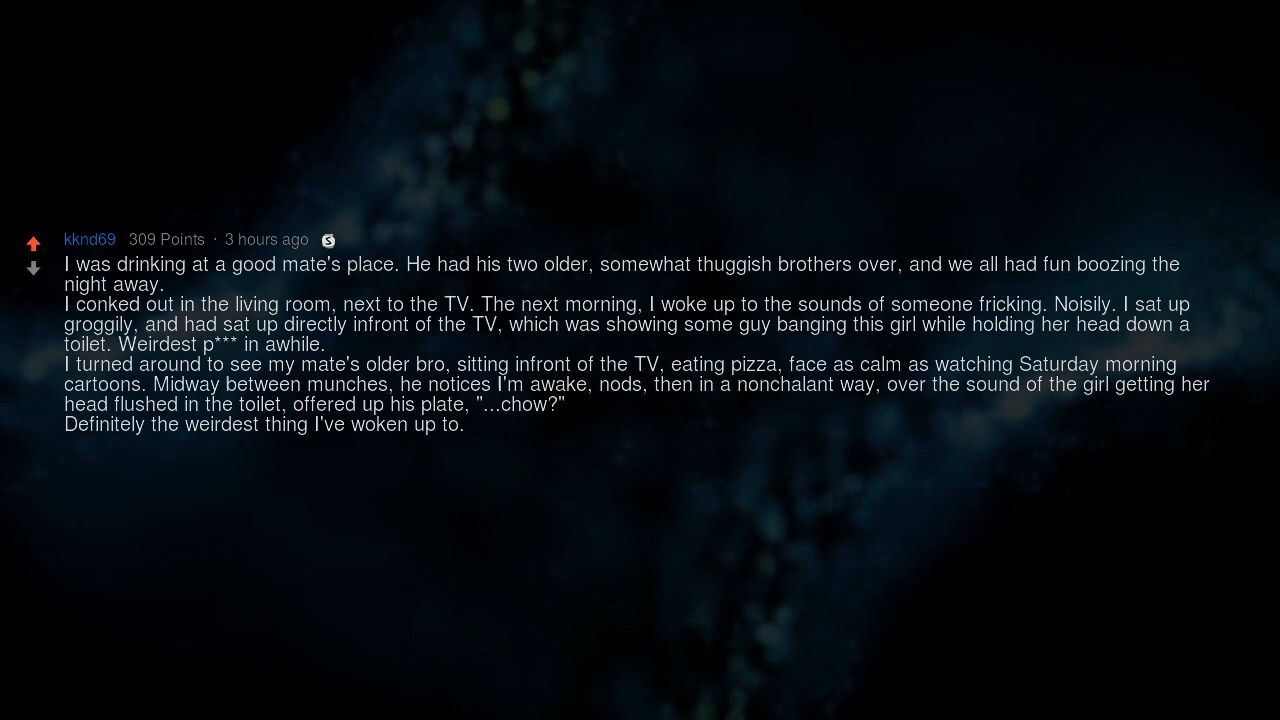 kknd69 309 Points · 3 hours ago
I was drinking at a good mate's place. He had his two older, somewhat thuggish brothers over, and we all had fun boozing the
night away.
I conked out in the living room, next to the TV. The next morning, I woke up to the sounds of someone fricking. Noisily. I sat up
groggily, and had sat up directly infront of the TV, which was showing some guy banging this girl while holding her head down a
toilet. Weirdest p*** in awhile.
I turned around to see my mate's older bro, sitting infront of the TV, eating pizza, face as calm as watching Saturday morning
cartoons. Midway between munches, he notices I'm awake, nods, then in a nonchalant way, over the sound of the girl getting her
head flushed in the toilet, offered up his plate, "...chow?"
Definitely the weirdest thing I've woken up to.